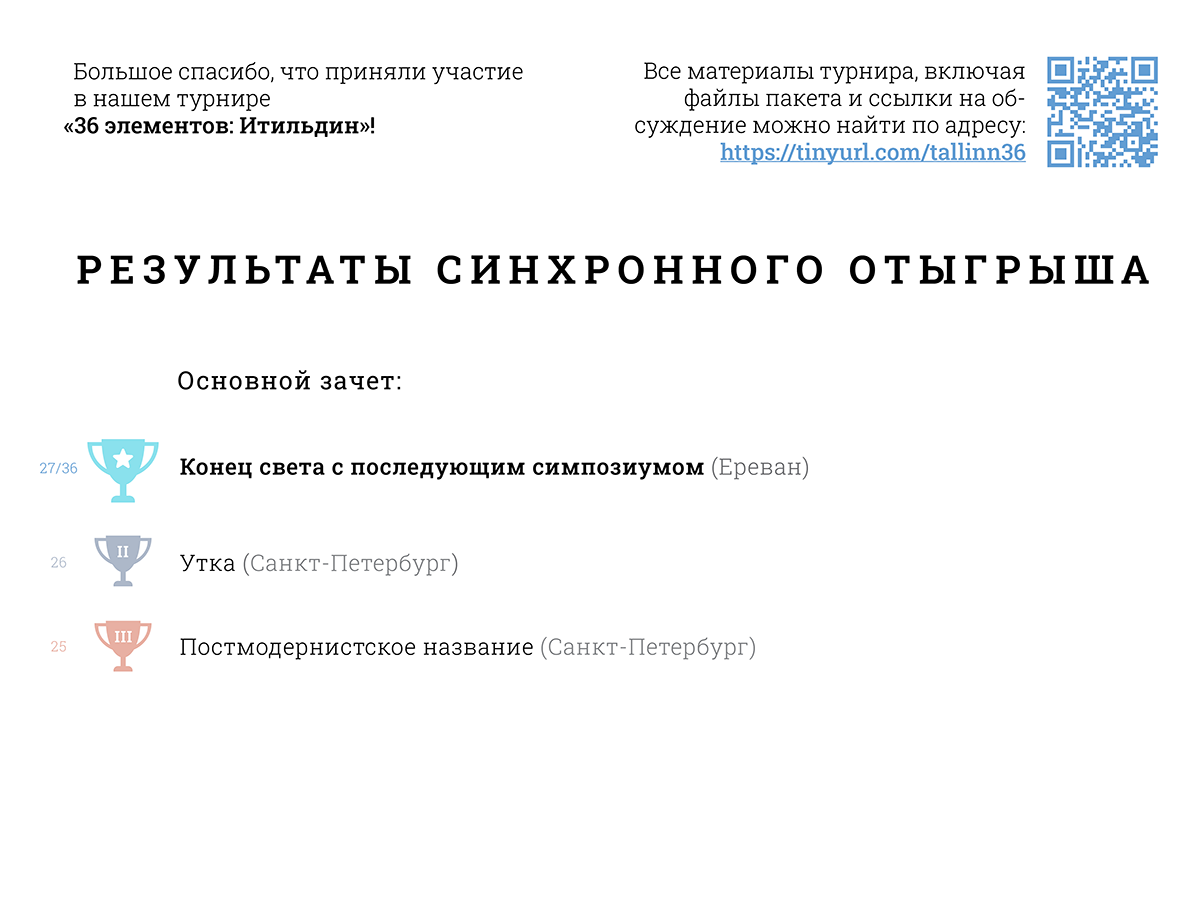 Большое спасибо, что приняли участие
в нашем турнире
«36 элементов: Итильдин»!
Все материалы турнира, включая
файлы пакета и ссылки на об-
суждение можно найти по адресу:
https://tinyurl.com/tallinn36
РЕЗУЛЬТАТЫ СИНХРОННОГО ОТЫГРЫША
Основной зачет:
27/36 Конец света с последующим симпозиумом (Ереван)
26 II Утка (Санкт-Петербург)
25 III Постмодернистское название (Санкт-Петербург)